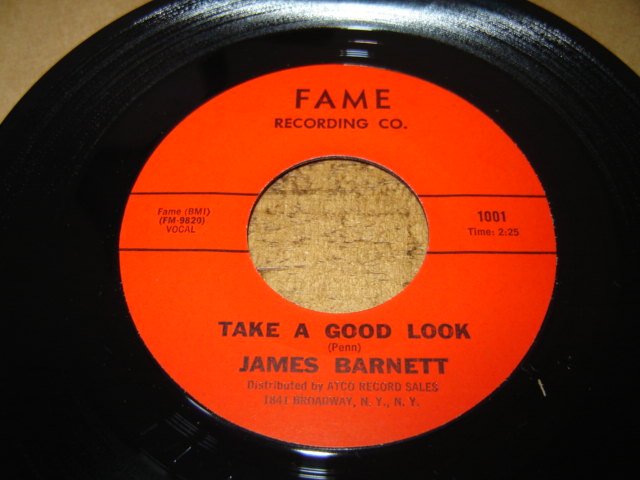 FAME
RECORDING CO.
Fame (BMI)
(FM-9820)
VOCAL
1001
Time: 2:25
TAKE A GOOD LOOK
(Penn)
JAMES BARNETT
Distributed by ATCO RECORD SALES
1841 BROADWAY, N. Y., N. Y.